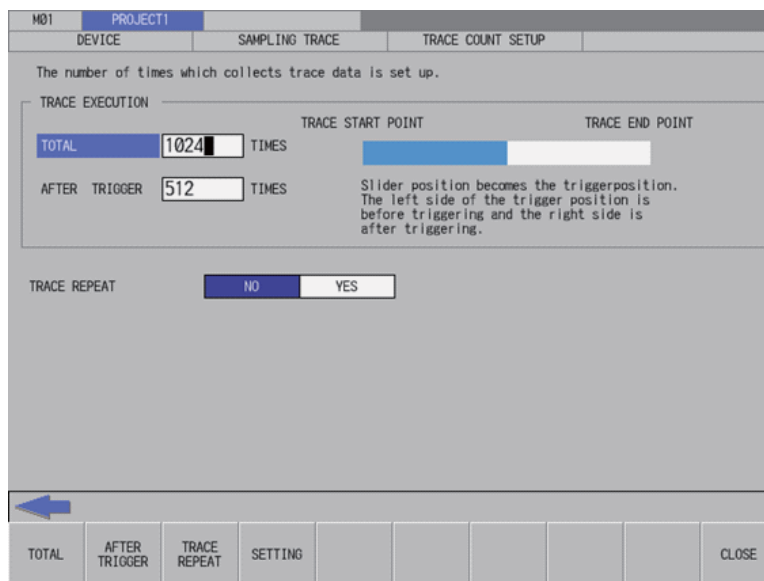 MØ1 PROJECT1
DEVICE SAMPLING TRACE TRACE COUNT SETUP
The number of times which collects trace data is set up.
TRACE EXECUTION
TRACE START POINT TRACE END POINT
TOTAL 1024 TIMES
AFTER TRIGGER 512 TIMES
Slider position becomes the triggerposition.
The left side of the trigger position is
before triggering and the right side is
after triggering.
TRACE REPEAT NO YES
TOTAL
AFTER
TRIGGER
TRACE
REPEAT
SETTING
CLOSE